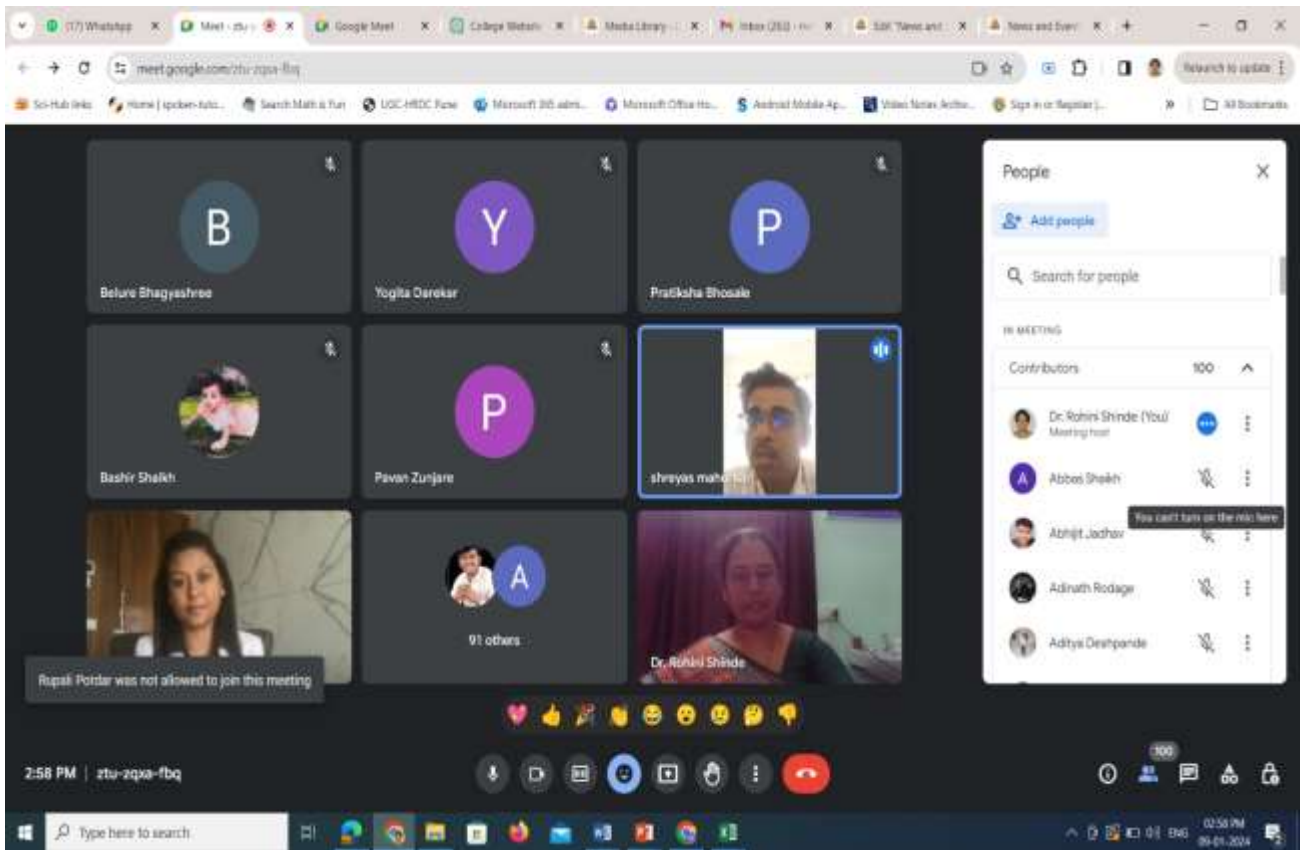 (17) WhatsApp
Meet - ztu-z
Google Meet
College Website
Media Library
Edit "News and
News and Event
meet.google.com/ztu-zqxa-fbq
Relaunch to update
Sci-Hub links
Search Math is Fun
UGC-HRDC Pune
Microsoft 365 adm...
Microsoft Office Ho...
Android Mobile Ap...
Video Notes Archiv...
Sign in or Register |...
»
All Bookmarks
B
Belure Bhagyashree
Y
Yogita Darekar
P
Pratiksha Bhosale
Bashir Shaikh
P
Pavan Zunjare
shreyas
A
91 others
Dr. Rohini Shinde
Rupali Potdar was not allowed to join this meeting
People
Add people
Search for people
IN MEETING
Contributors 100
Dr. Rohini Shinde (You)
Meeting host
A
Abbas Shaikh
You can't turn on the mic here
Abhijit Jadhav
Adinath Rodage
Aditya Deshpande
2:58 PM | ztu-zqxa-fbq
100
Type here to search
ENG
02:58 PM
09-01-2024